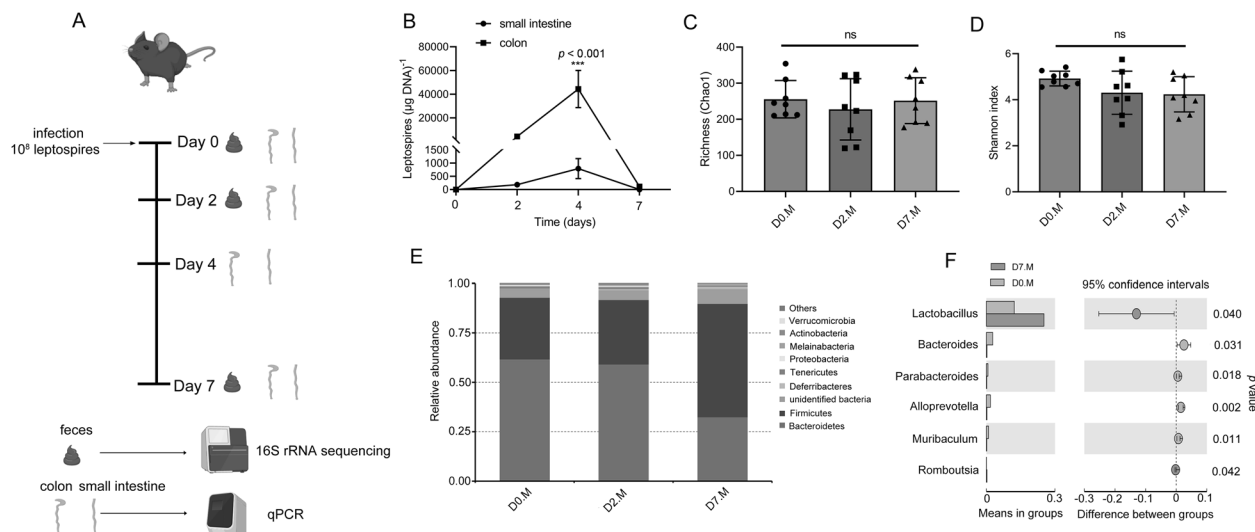 A
infection
10⁸ leptospires
Day 0
Day 2
Day 4
Day 7
feces
16S rRNA sequencing
colon small intestine
qPCR
B
small intestine
colon
p < 0.001
***
Leptospires (µg DNA)⁻¹
80000
60000
40000
20000
1500
1000
500
0
0 2 4 7
Time (days)
C
ns
Richness (Chao1)
400
300
200
100
0
D0.M D2.M D7.M
D
ns
Shannon index
6
4
2
0
D0.M D2.M D7.M
E
Relative abundance
1.00
0.75
0.50
0.25
0.00
D0.M D2.M D7.M
Others
Verrucomicrobia
Actinobacteria
Melainabacteria
Proteobacteria
Tenericutes
Deferribacteres
unidentified bacteria
Firmicutes
Bacteroidetes
F
D7.M
D0.M
95% confidence intervals
Lactobacillus 0.040
Bacteroides 0.031
Parabacteroides 0.018
Alloprevotella 0.002
Muribaculum 0.011
Romboutsia 0.042
p value
0 0.3
Means in groups
-0.3 -0.2 -0.1 0 0.1
Difference between groups